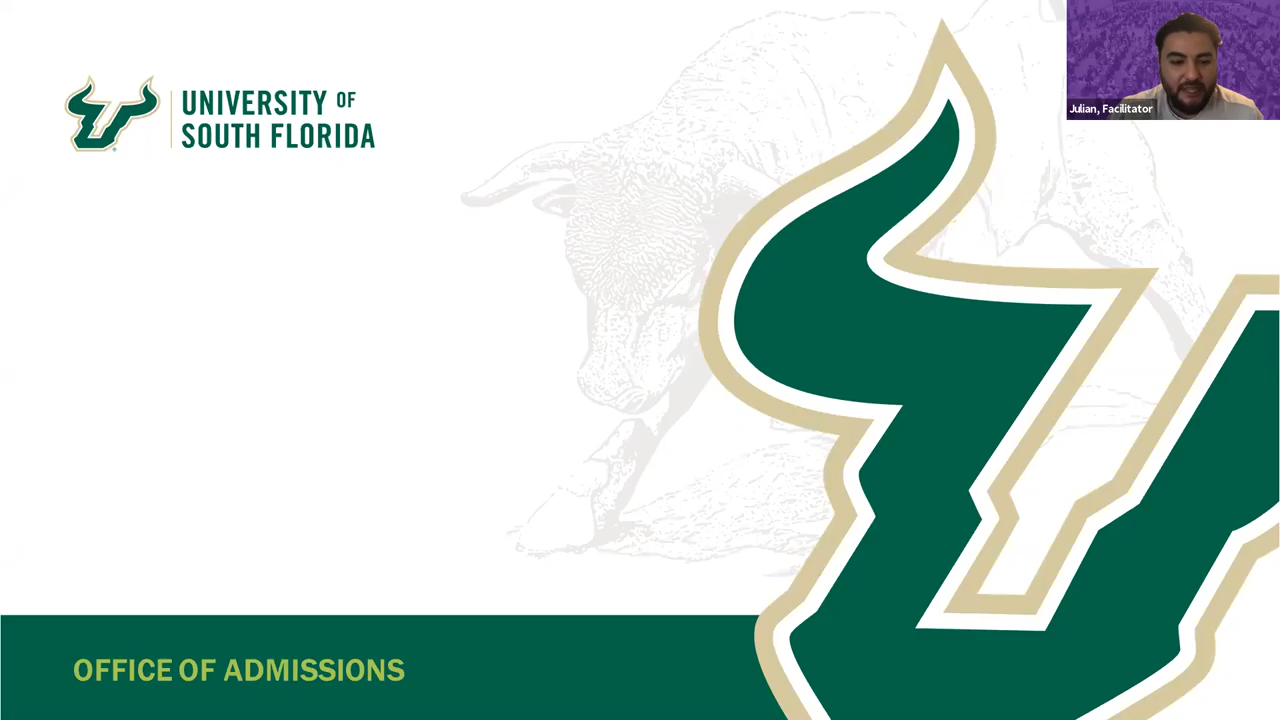 UNIVERSITY OF
SOUTH FLORIDA
Julian, Facilitator
OFFICE OF ADMISSIONS